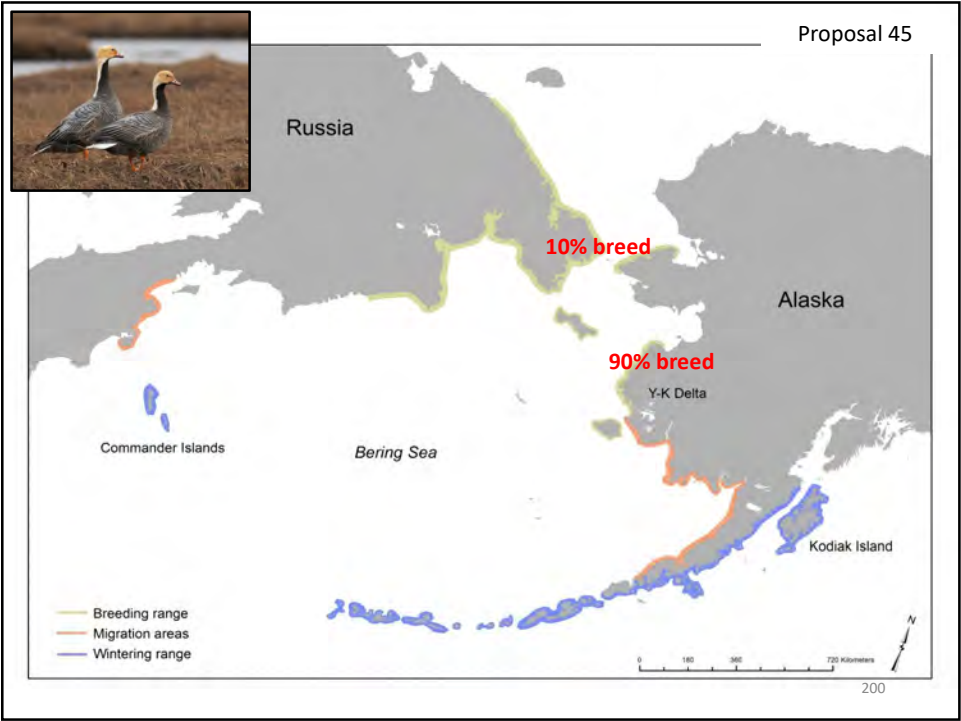 Proposal 45
Russia
10% breed
Alaska
90% breed
Y-K Delta
Commander Islands
Bering Sea
Kodiak Island
Breeding range
Migration areas
Wintering range
N
0 180 360 720 Kilometers
200